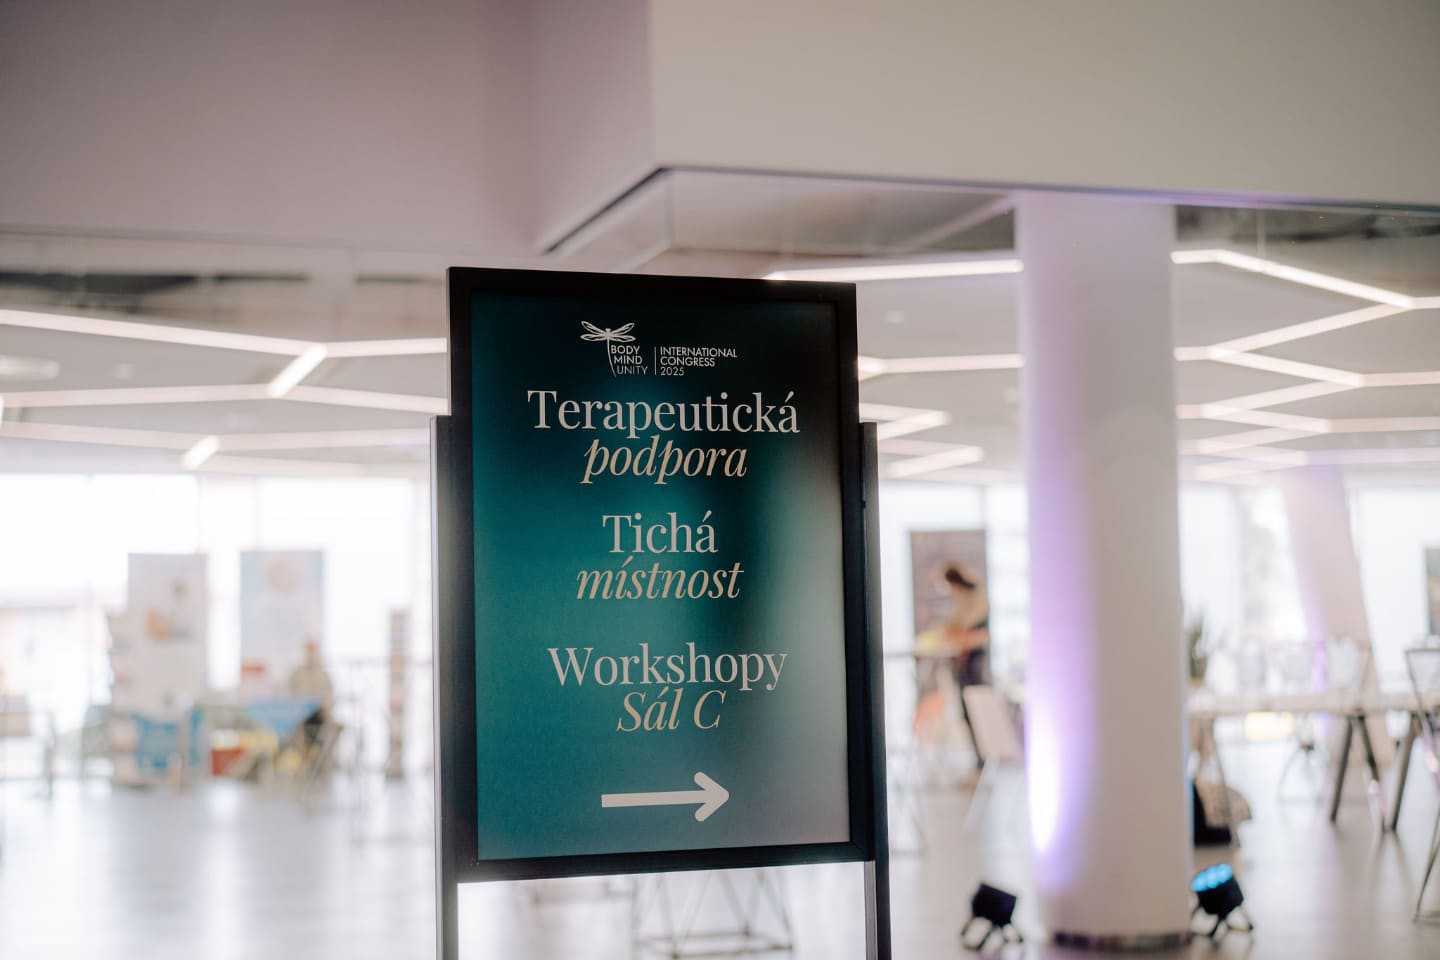 BODY
MIND
UNITY
INTERNATIONAL
CONGRESS
2025
Terapeutická
podpora
Tichá
místnost
Workshopy
Sál C